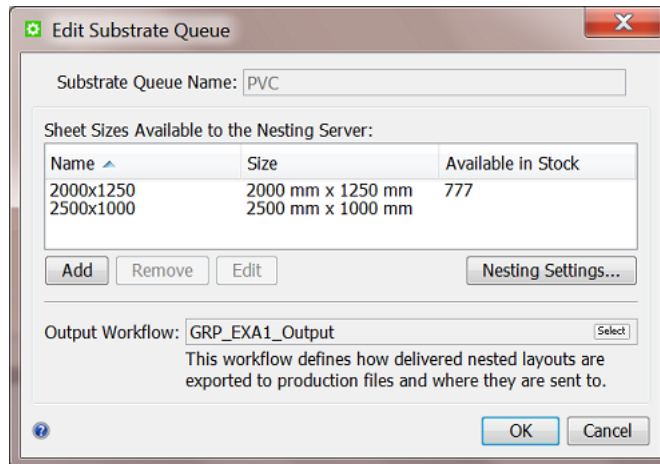 Edit Substrate Queue
X
Substrate Queue Name: PVC
Sheet Sizes Available to the Nesting Server:
Name Size Available in Stock
2000x1250 2000 mm x 1250 mm 777
2500x1000 2500 mm x 1000 mm
Add Remove Edit Nesting Settings...
Output Workflow: GRP_EXA1_Output Select
This workflow defines how delivered nested layouts are
exported to production files and where they are sent to.
? OK Cancel